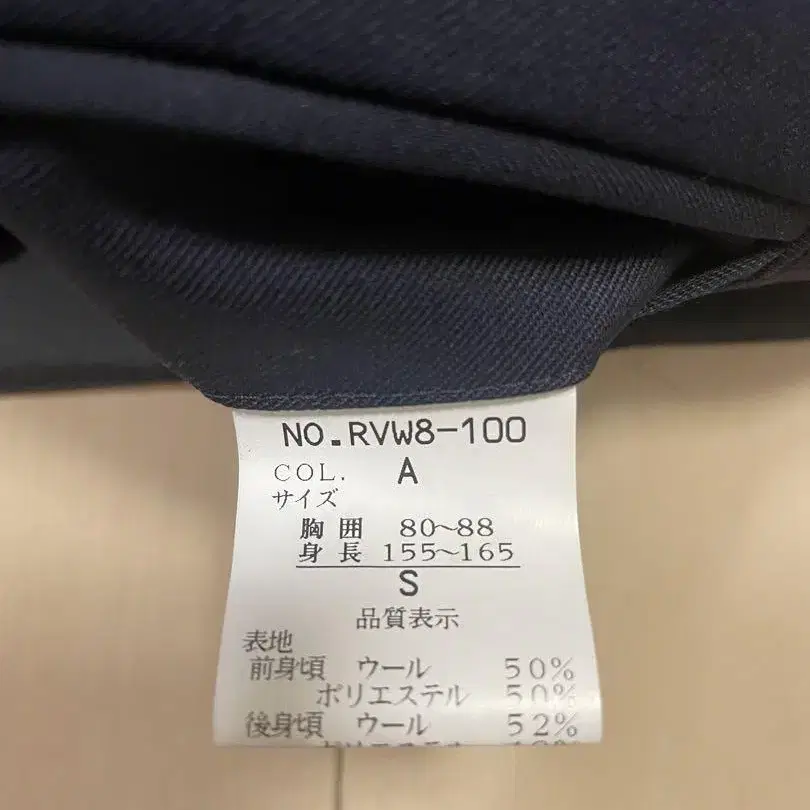 NO.RVW8-100
COL. A
サイズ
胸囲 80~88
身長 155~165
S
品質表示
表地
前身頃 ウール 50%
ポリエステル 50%
後身頃 ウール 52%